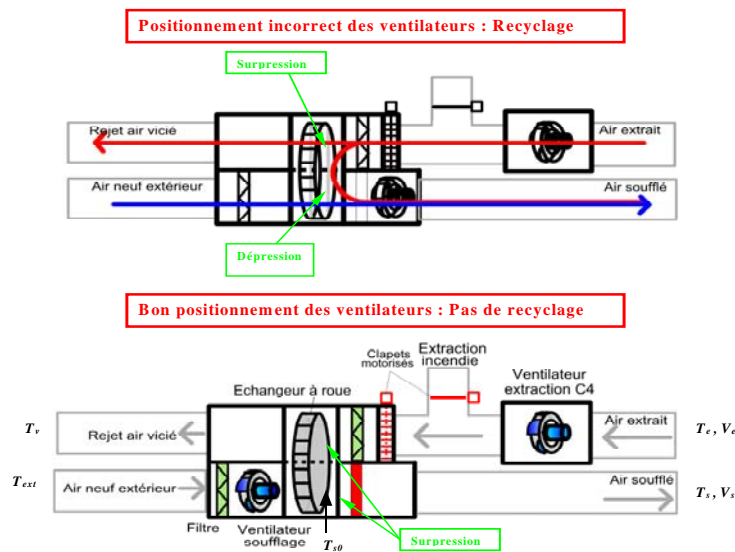 Positionnement incorrect des ventilateurs : Recyclage
Surpression
Rejet air vicié
Air extrait
Air neuf extérieur
Air soufflé
Dépression
Bon positionnement des ventilateurs : Pas de recyclage
Clapets
motorisés
Extraction
incendie
Ventilateur
extraction C4
Echangeur à roue
Tv
Rejet air vicié
Air extrait
Te , Ve
Text
Air neuf extérieur
Air soufflé
Ts , Vs
Filtre
Ventilateur
soufflage
Ts0
Surpression